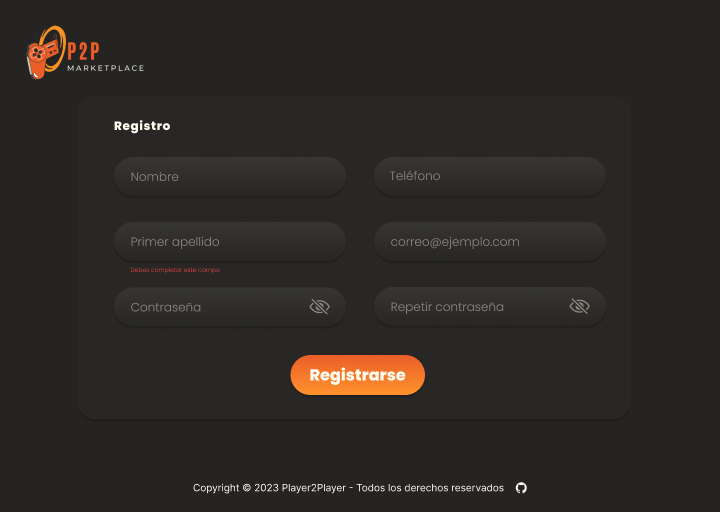 P2P
MARKETPLACE
Registro
Nombre
Teléfono
Primer apellido
correo@ejemplo.com
Debes completar este campo
Contraseña
Repetir contraseña
Registrarse
Copyright © 2023 Player2Player - Todos los derechos reservados